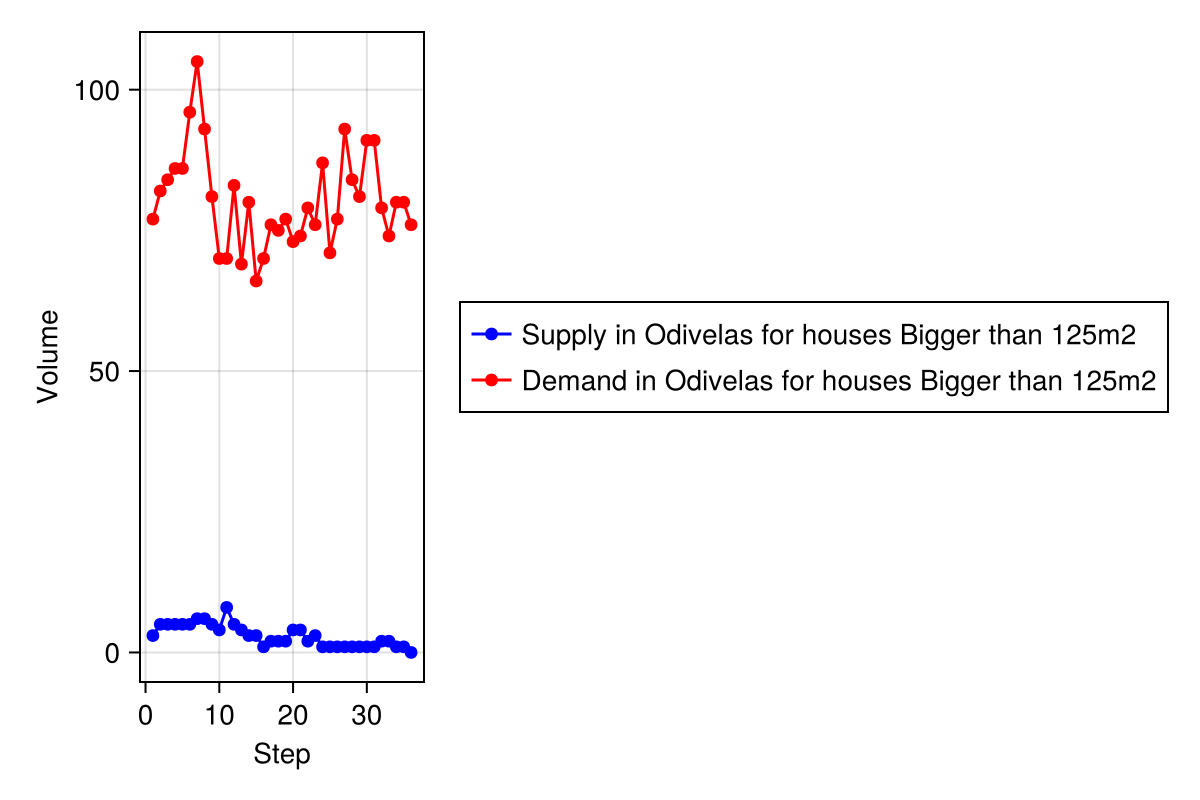 100
50
0
Volume
0 10 20 30
Step
Supply in Odivelas for houses Bigger than 125m2
Demand in Odivelas for houses Bigger than 125m2